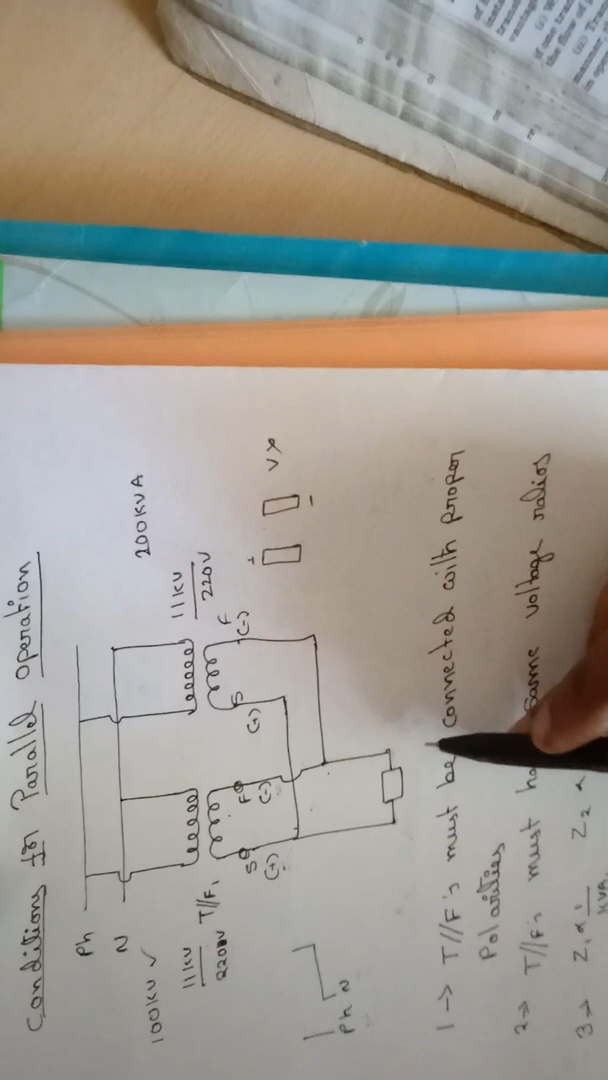 Conditions for Parallel operation
Ph
N
100KV ✓
200KVA
11KV
220V
T//F1
11KV
220V
S
F
S
F
(+)
(-)
(+)
(-)
+
-
V×
Ph N
1 -> T//F's must be connected with proper
Polarities
2-> T//F's must same voltage ratios
3-> Z1 α 1 Z2 α
KVA